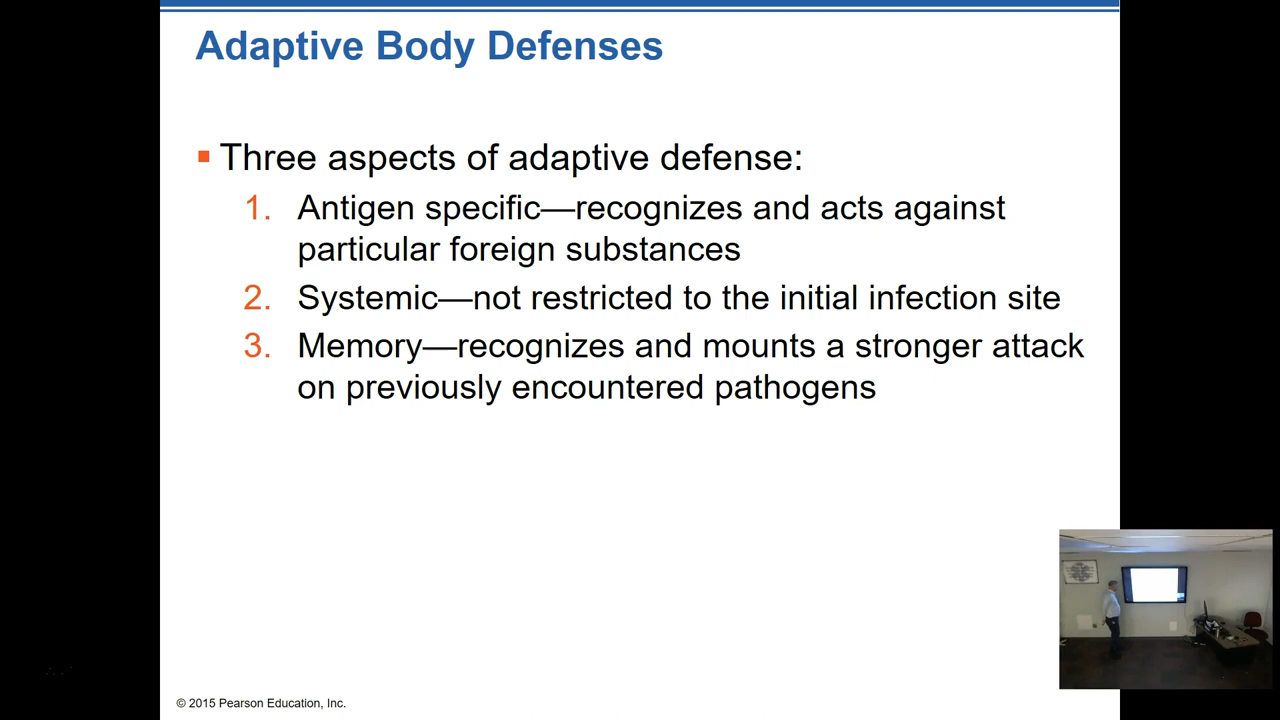 Adaptive Body Defenses
Three aspects of adaptive defense:
1. Antigen specific—recognizes and acts against
particular foreign substances
2. Systemic—not restricted to the initial infection site
3. Memory—recognizes and mounts a stronger attack
on previously encountered pathogens
© 2015 Pearson Education, Inc.